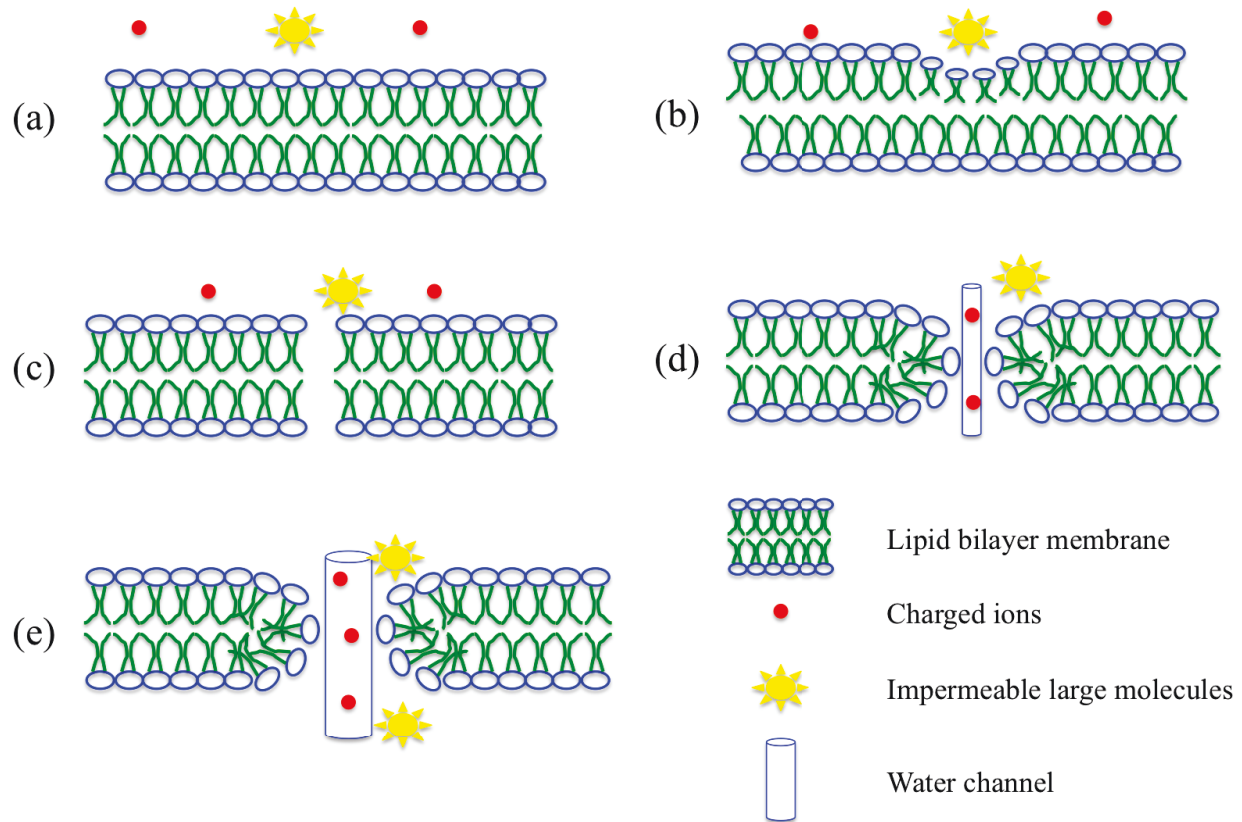 (a)
(b)
(c)
(d)
(e)
Lipid bilayer membrane
Charged ions
Impermeable large molecules
Water channel